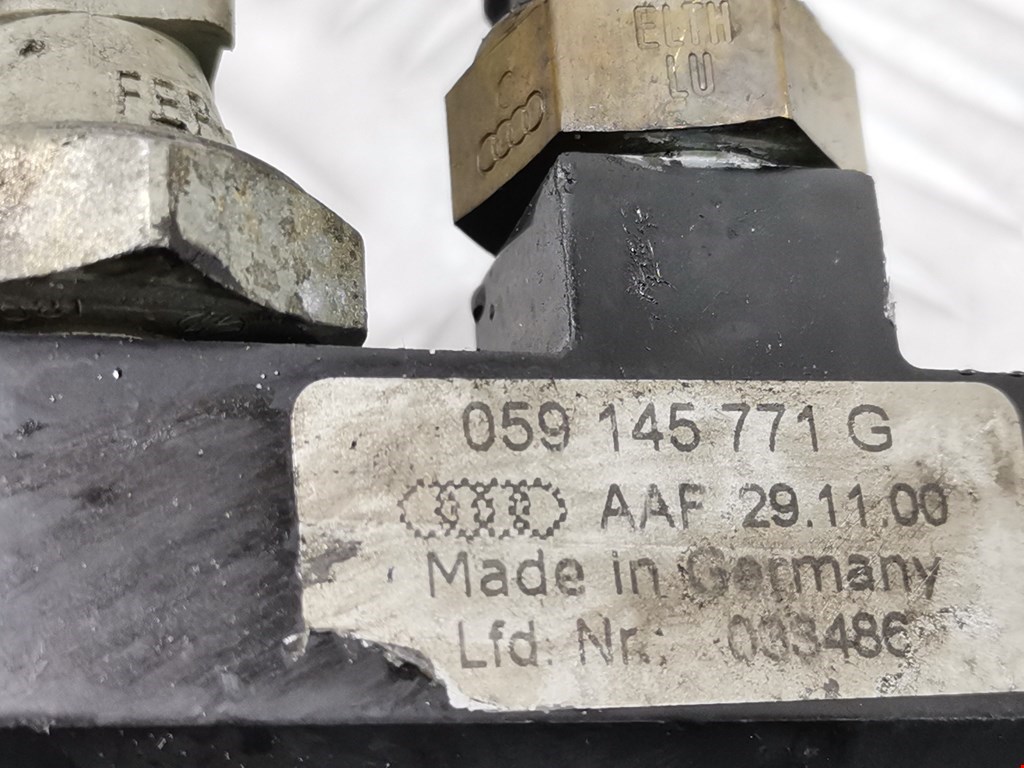 ELTH
LU
059 145 771 G
AAF 29.11.00
Made in Germany
Lfd. Nr.: 003486